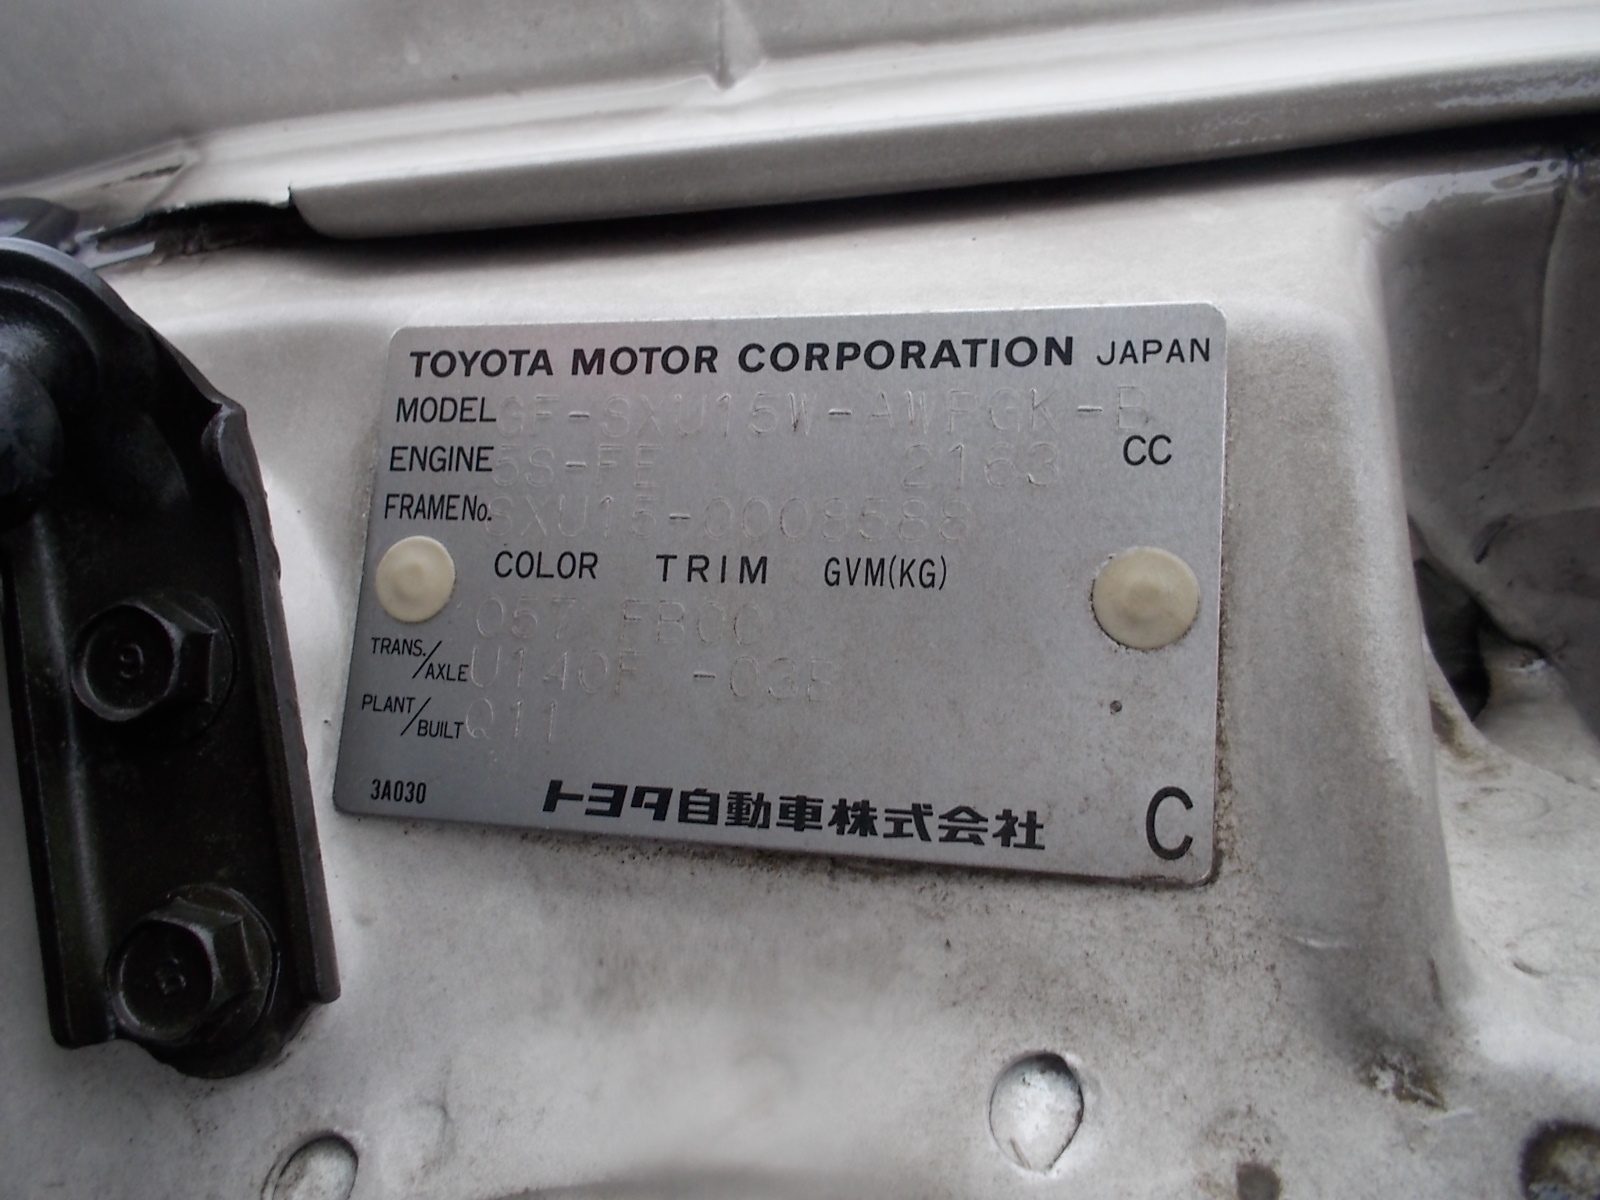 TOYOTA MOTOR CORPORATION JAPAN
MODEL GF-SXU15W-AWPGK-B
ENGINE 5S-FE 2163 CC
FRAME No. SXU15-0008588
COLOR TRIM GVM(KG)
057 FB00
TRANS./AXLE U140F -03F
PLANT/BUILT Q11
3A030 トヨタ自動車株式会社 C
9